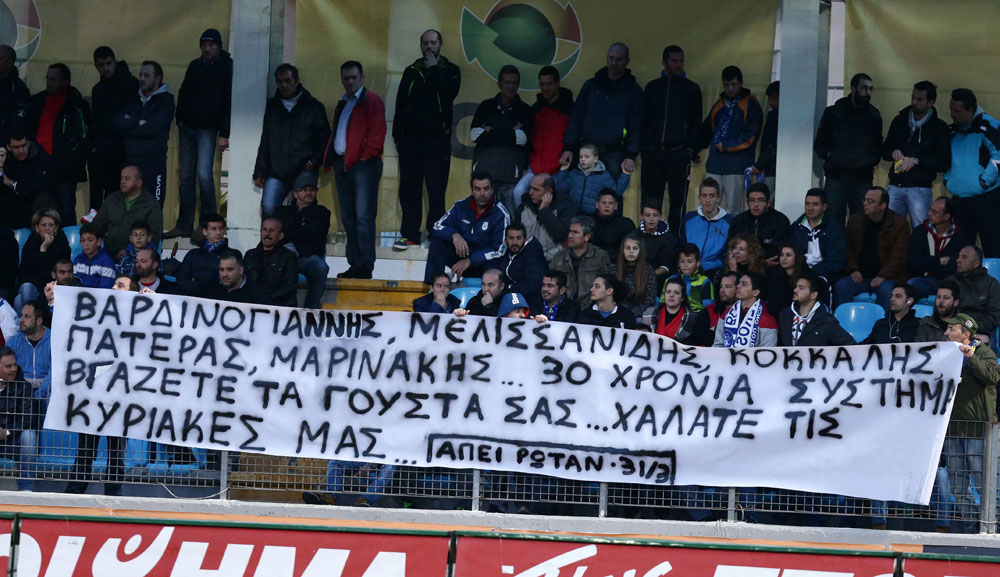 ΒΑΡΔΙΝΟΓΙΑΝΝΗΣ, ΜΕΛΙΣΣΑΝΙΔΗΣ, ΚΟΚΚΑΛΗΣ,
ΠΑΤΕΡΑΣ, ΜΑΡΙΝΑΚΗΣ... 30 ΧΡΟΝΙΑ ΣΥΣΤΗΜΑ
ΒΓΑΖΕΤΕ ΤΑ ΓΟΥΣΤΑ ΣΑΣ...ΧΑΛΑΤΕ ΤΙΣ
ΚΥΡΙΑΚΕΣ ΜΑΣ... ΑΠΕΙ ΡΩΤΑΝ·31/3